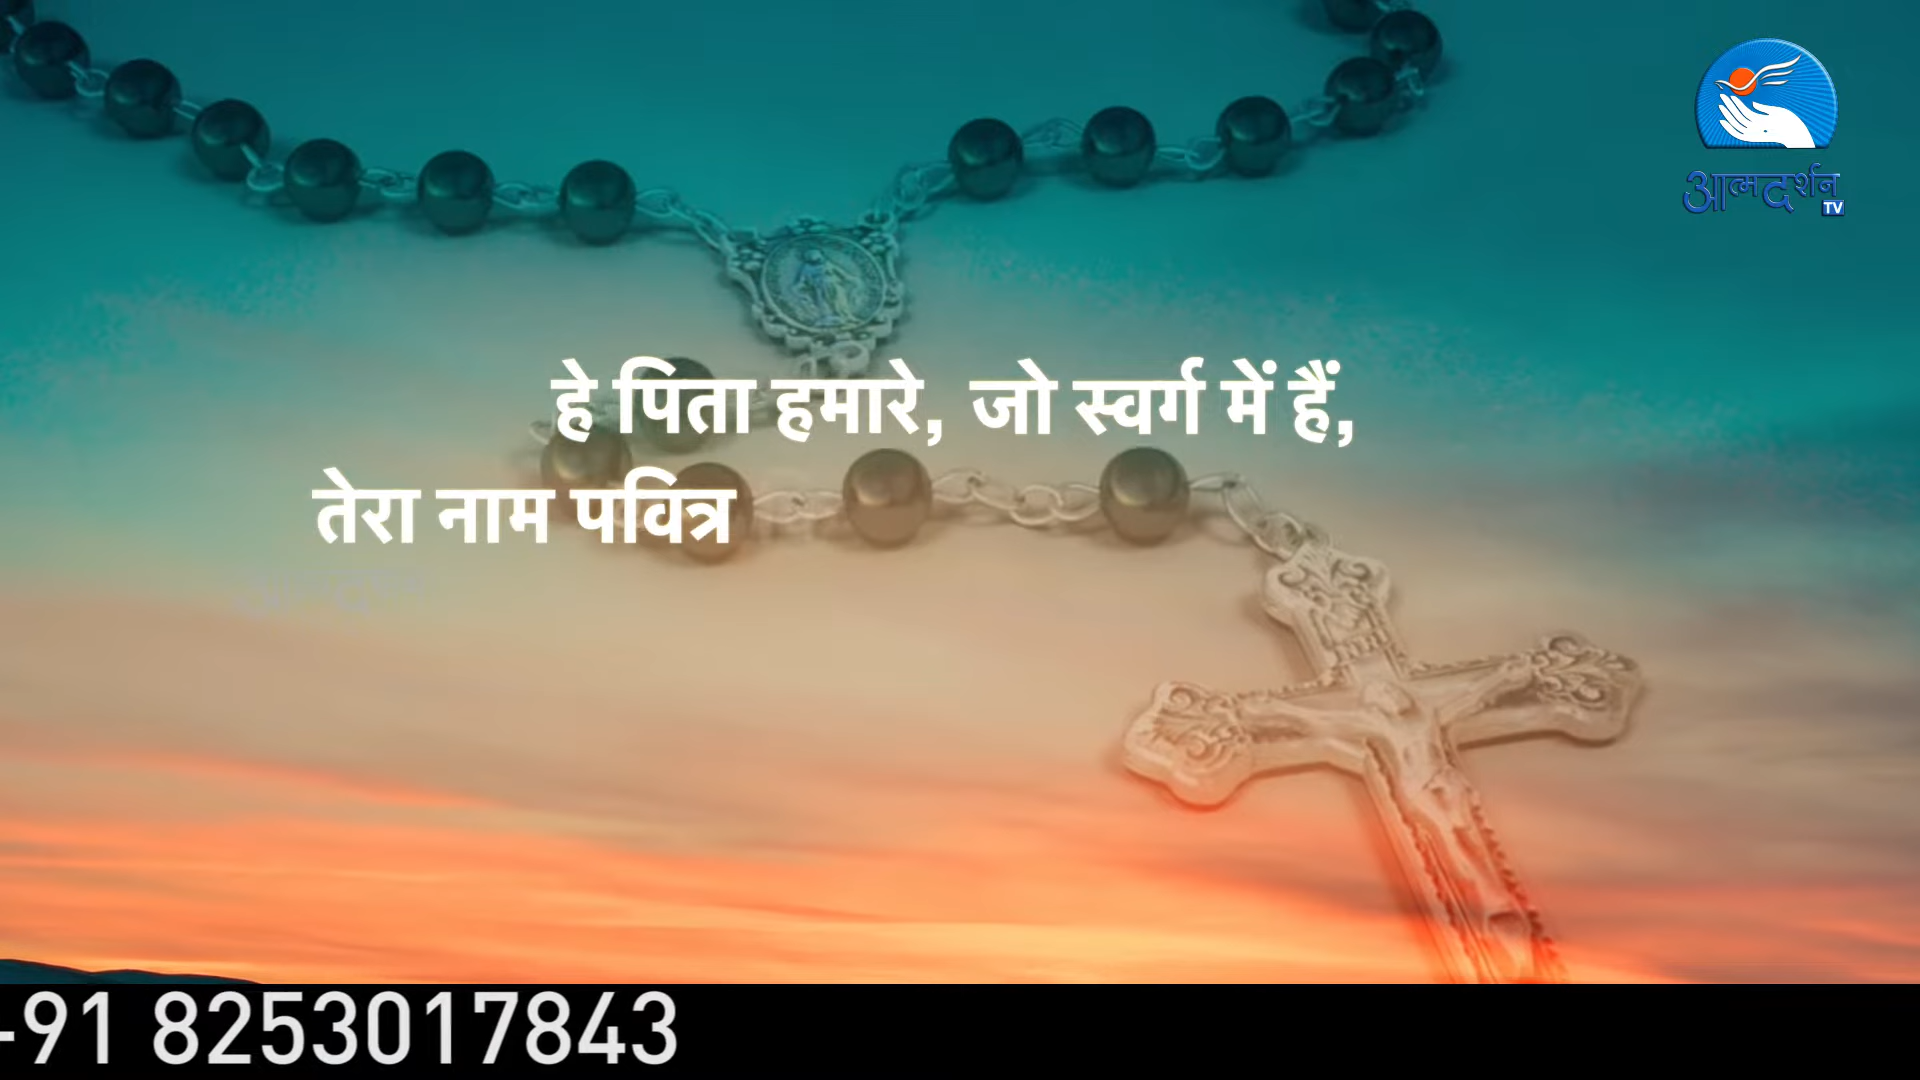 आत्मदर्शन
TV
हे पिता हमारे, जो स्वर्ग में हैं,
तेरा नाम पवित्र
+91 8253017843